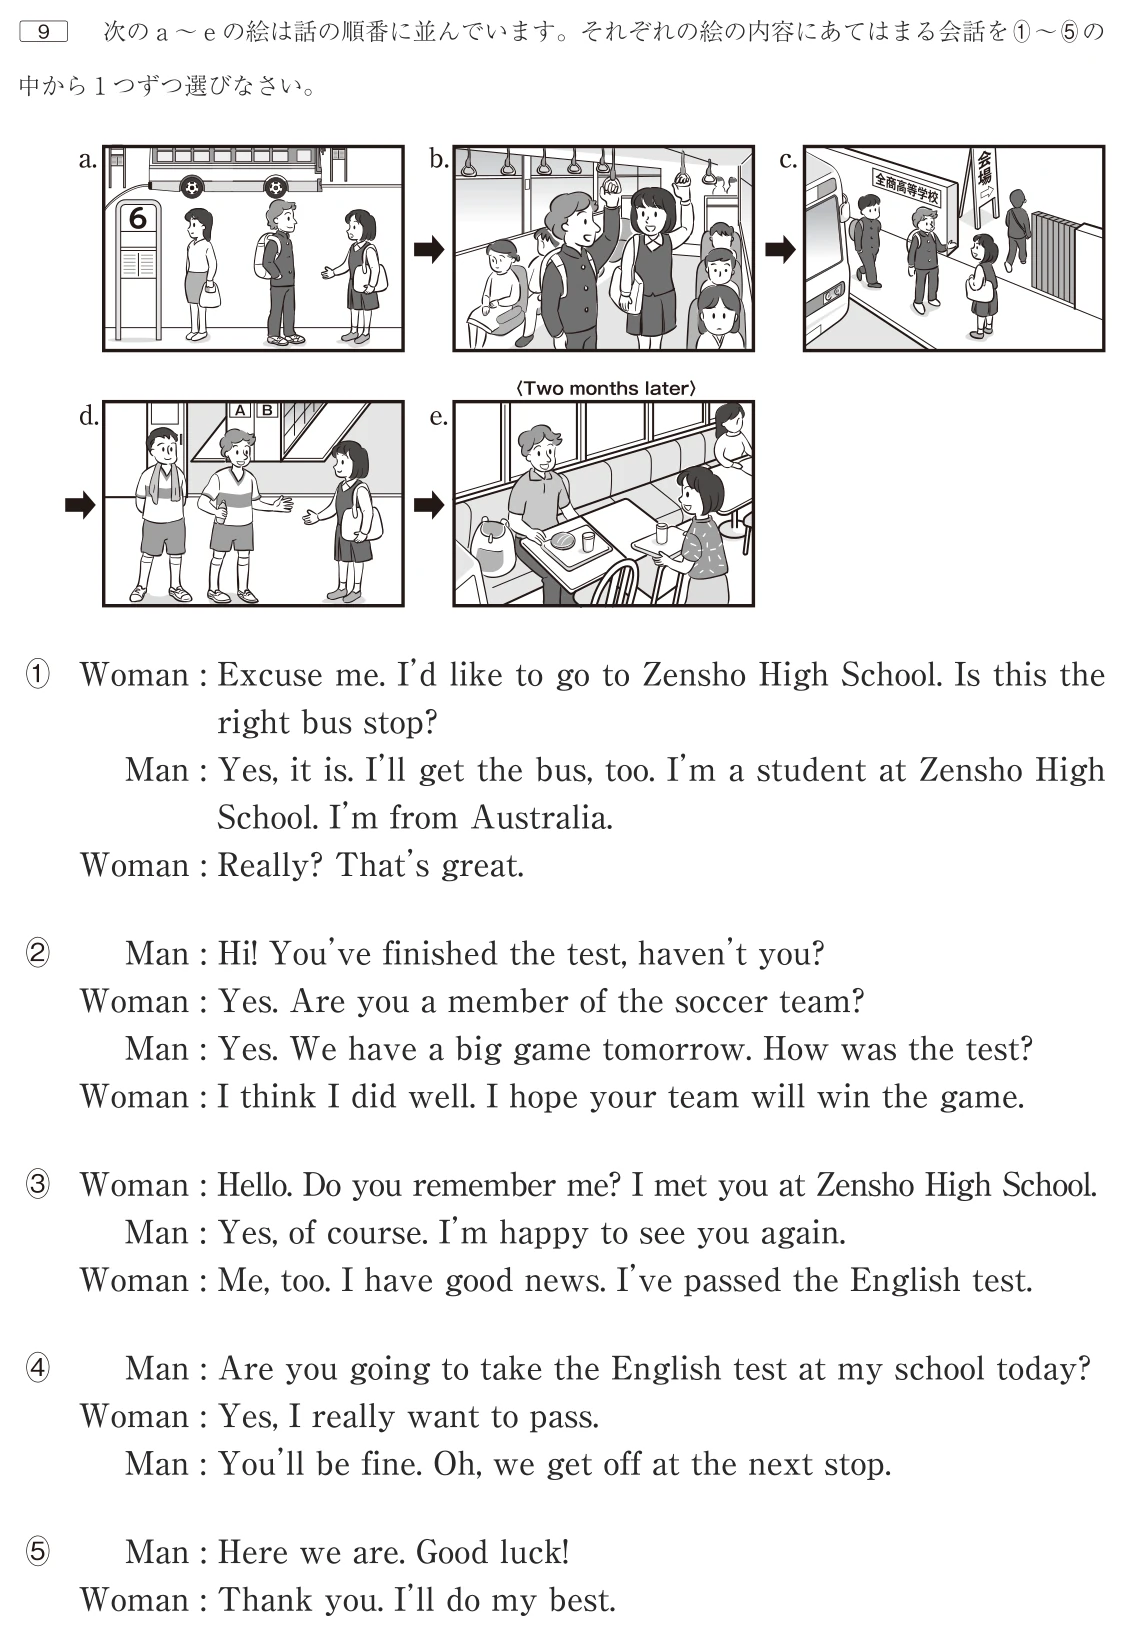 9 次のa～eの絵は話の順番に並んでいます。それぞれの絵の内容にあてはまる会話を①～⑤の
中から1つずつ選びなさい。
a.
6
b.
c.
全商高等学校
会場
d.
A B
〈Two months later〉
e.
① Woman : Excuse me. I'd like to go to Zensho High School. Is this the
right bus stop?
Man : Yes, it is. I'll get the bus, too. I'm a student at Zensho High
School. I'm from Australia.
Woman : Really? That's great.
② Man : Hi! You've finished the test, haven't you?
Woman : Yes. Are you a member of the soccer team?
Man : Yes. We have a big game tomorrow. How was the test?
Woman : I think I did well. I hope your team will win the game.
③ Woman : Hello. Do you remember me? I met you at Zensho High School.
Man : Yes, of course. I'm happy to see you again.
Woman : Me, too. I have good news. I've passed the English test.
④ Man : Are you going to take the English test at my school today?
Woman : Yes, I really want to pass.
Man : You'll be fine. Oh, we get off at the next stop.
⑤ Man : Here we are. Good luck!
Woman : Thank you. I'll do my best.